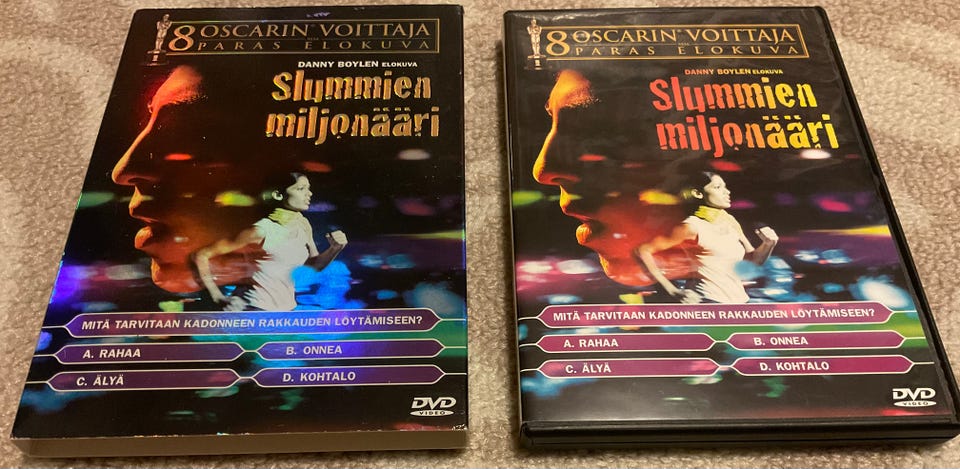 8 OSCARIN® VOITTAJA
PARAS ELOKUVA
DANNY BOYLEN ELOKUVA
Slummien
miljonääri
MITÄ TARVITAAN KADONNEEN RAKKAUDEN LÖYTÄMISEEN?
A. RAHAA
B. ONNEA
C. ÄLYÄ
D. KOHTALO
DVD
VIDEO
8 OSCARIN® VOITTAJA
PARAS ELOKUVA
DANNY BOYLEN ELOKUVA
Slummien
miljonääri
MITÄ TARVITAAN KADONNEEN RAKKAUDEN LÖYTÄMISEEN?
A. RAHAA
B. ONNEA
C. ÄLYÄ
D. KOHTALO
DVD
VIDEO